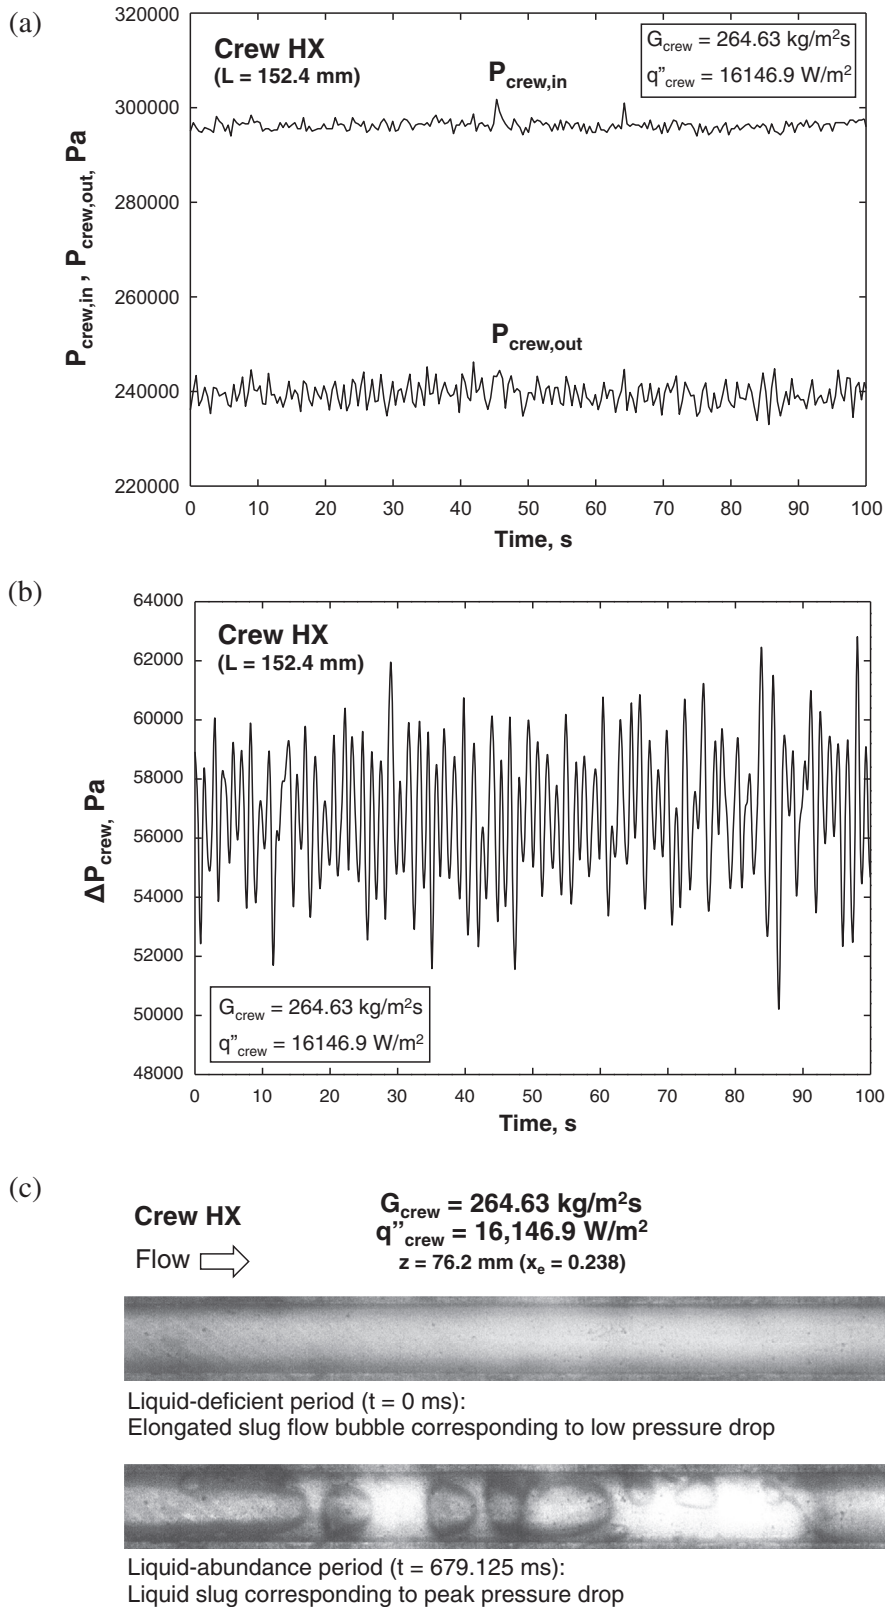 (a)
320000
300000
280000
260000
240000
220000
P_crew,in , P_crew,out, Pa
Crew HX
(L = 152.4 mm)
G_crew = 264.63 kg/m²s
q”_crew = 16146.9 W/m²
P_crew,in
P_crew,out
0 10 20 30 40 50 60 70 80 90 100
Time, s
(b)
64000
62000
60000
58000
56000
54000
52000
50000
48000
ΔP_crew, Pa
Crew HX
(L = 152.4 mm)
G_crew = 264.63 kg/m²s
q”_crew = 16146.9 W/m²
0 10 20 30 40 50 60 70 80 90 100
Time, s
(c)
Crew HX
Flow
G_crew = 264.63 kg/m²s
q”_crew = 16,146.9 W/m²
z = 76.2 mm (x_e = 0.238)
Liquid-deficient period (t = 0 ms):
Elongated slug flow bubble corresponding to low pressure drop
Liquid-abundance period (t = 679.125 ms):
Liquid slug corresponding to peak pressure drop